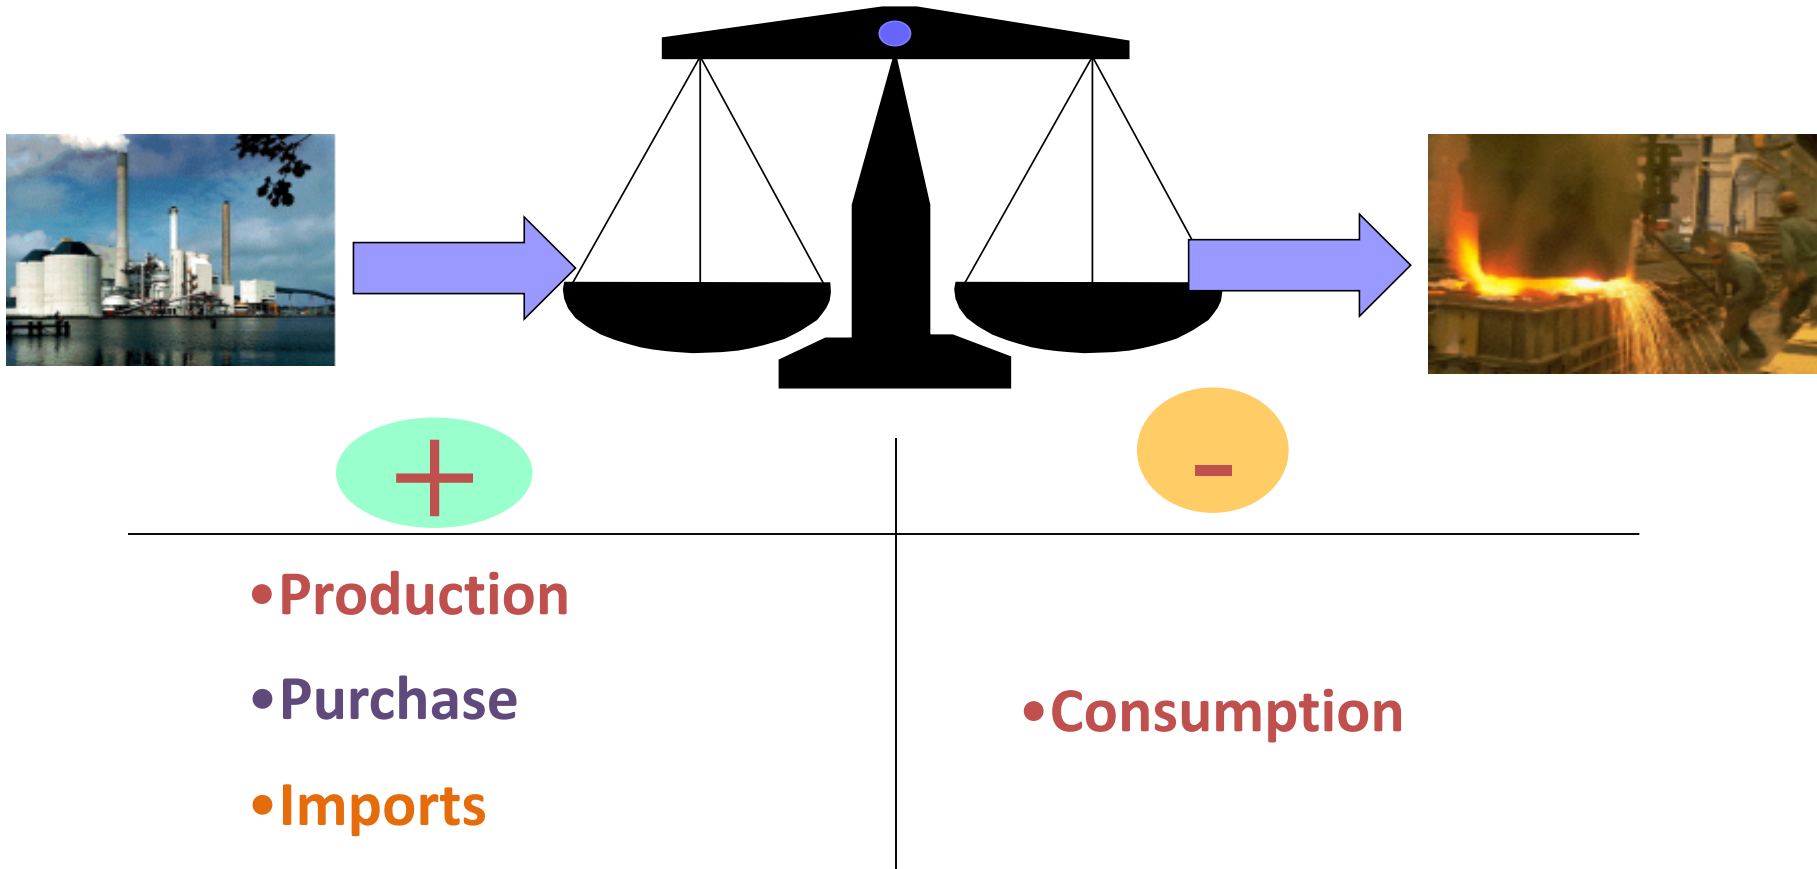 +
-
•Production
•Purchase
•Imports
•Consumption